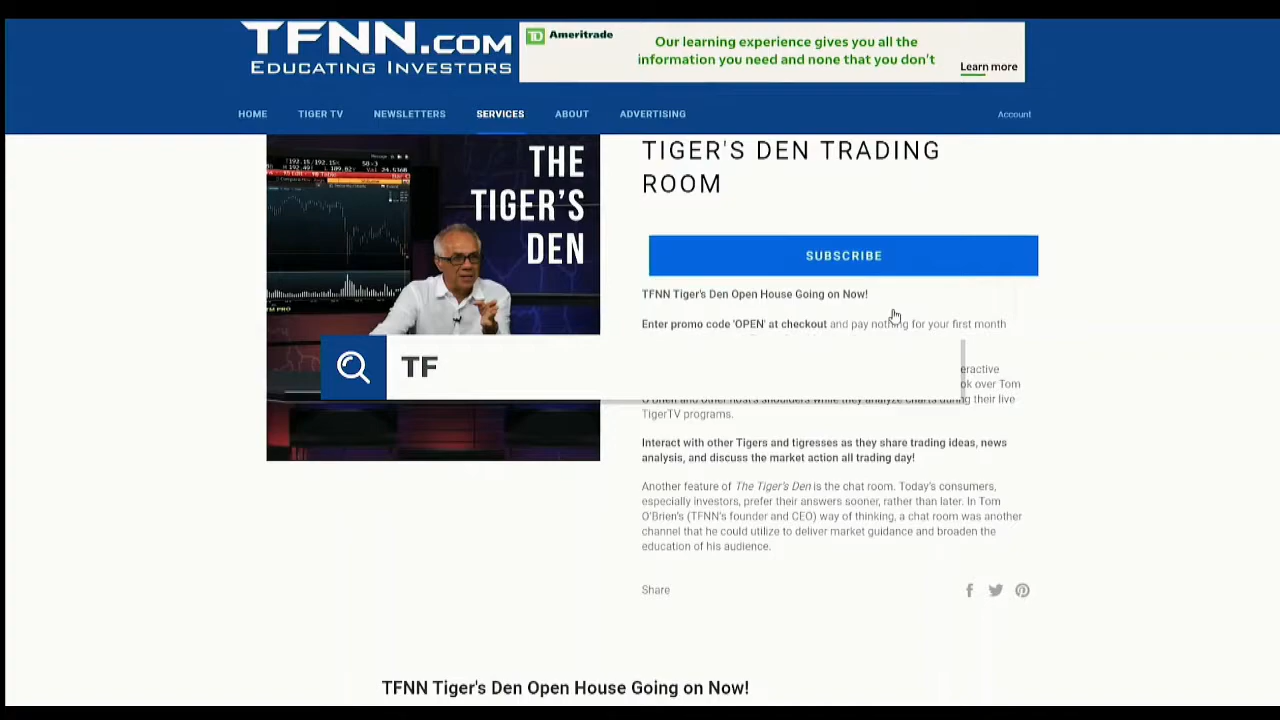 TFNN.COM
EDUCATING INVESTORS
TD Ameritrade
Our learning experience gives you all the
information you need and none that you don't
Learn more
HOME TIGER TV NEWSLETTERS SERVICES ABOUT ADVERTISING Account
THE
TIGER'S
DEN
TIGER'S DEN TRADING
ROOM
SUBSCRIBE
TFNN Tiger's Den Open House Going on Now!
Enter promo code 'OPEN' at checkout and pay nothing for your first month
TF
eractive
ok over Tom
O'Brien and other host's shoulders while they analyze charts during their live
TigerTV programs.
Interact with other Tigers and tigresses as they share trading ideas, news
analysis, and discuss the market action all trading day!
Another feature of The Tiger's Den is the chat room. Today's consumers,
especially investors, prefer their answers sooner, rather than later. In Tom
O'Brien's (TFNN's founder and CEO) way of thinking, a chat room was another
channel that he could utilize to deliver market guidance and broaden the
education of his audience.
Share
TFNN Tiger's Den Open House Going on Now!